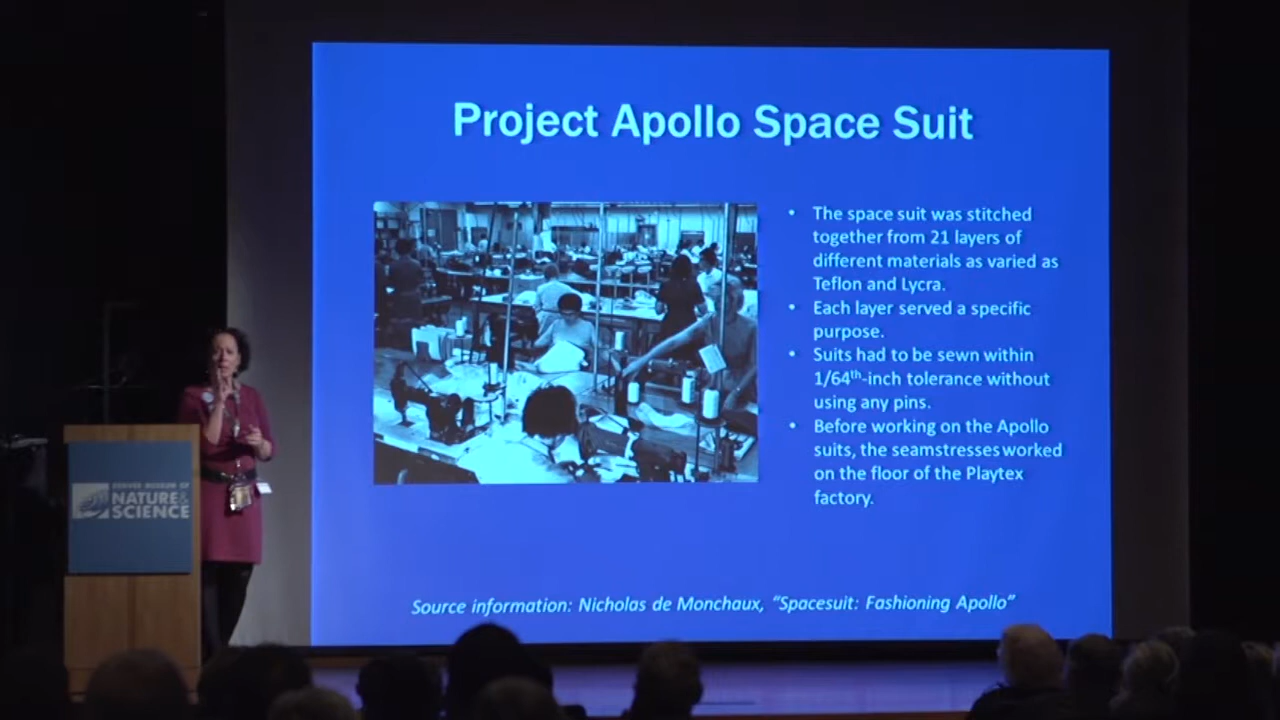 Project Apollo Space Suit
• The space suit was stitched
together from 21 layers of
different materials as varied as
Teflon and Lycra.
• Each layer served a specific
purpose.
• Suits had to be sewn within
1/64th-inch tolerance without
using any pins.
• Before working on the Apollo
suits, the seamstresses worked
on the floor of the Playtex
factory.
Source information: Nicholas de Monchaux, “Spacesuit: Fashioning Apollo”
DENVER MUSEUM OF
NATURE &
SCIENCE